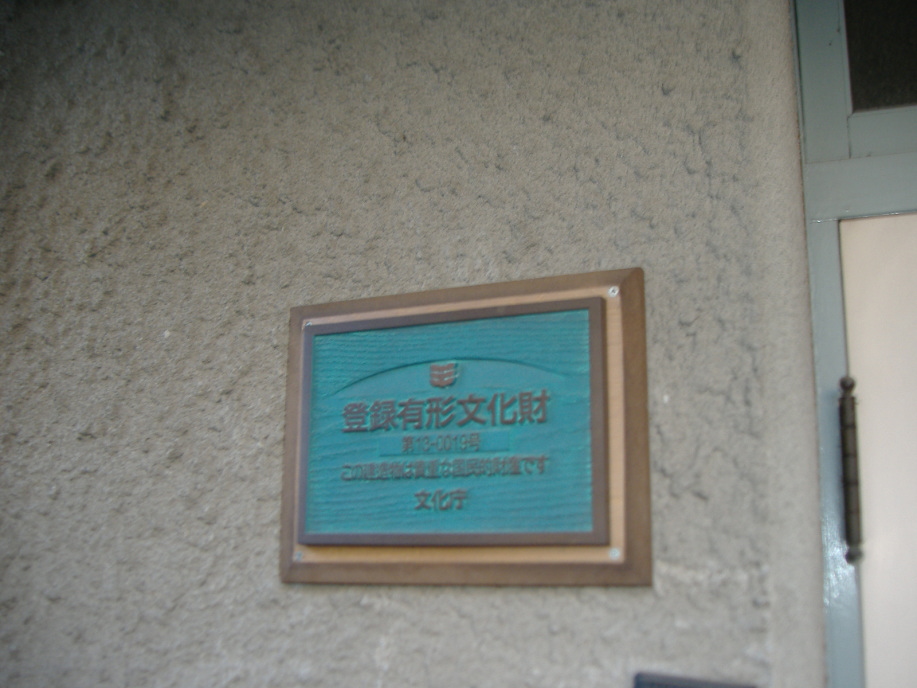 登録有形文化財
第13-0019号
この建造物は貴重な国民的財産です
文化庁